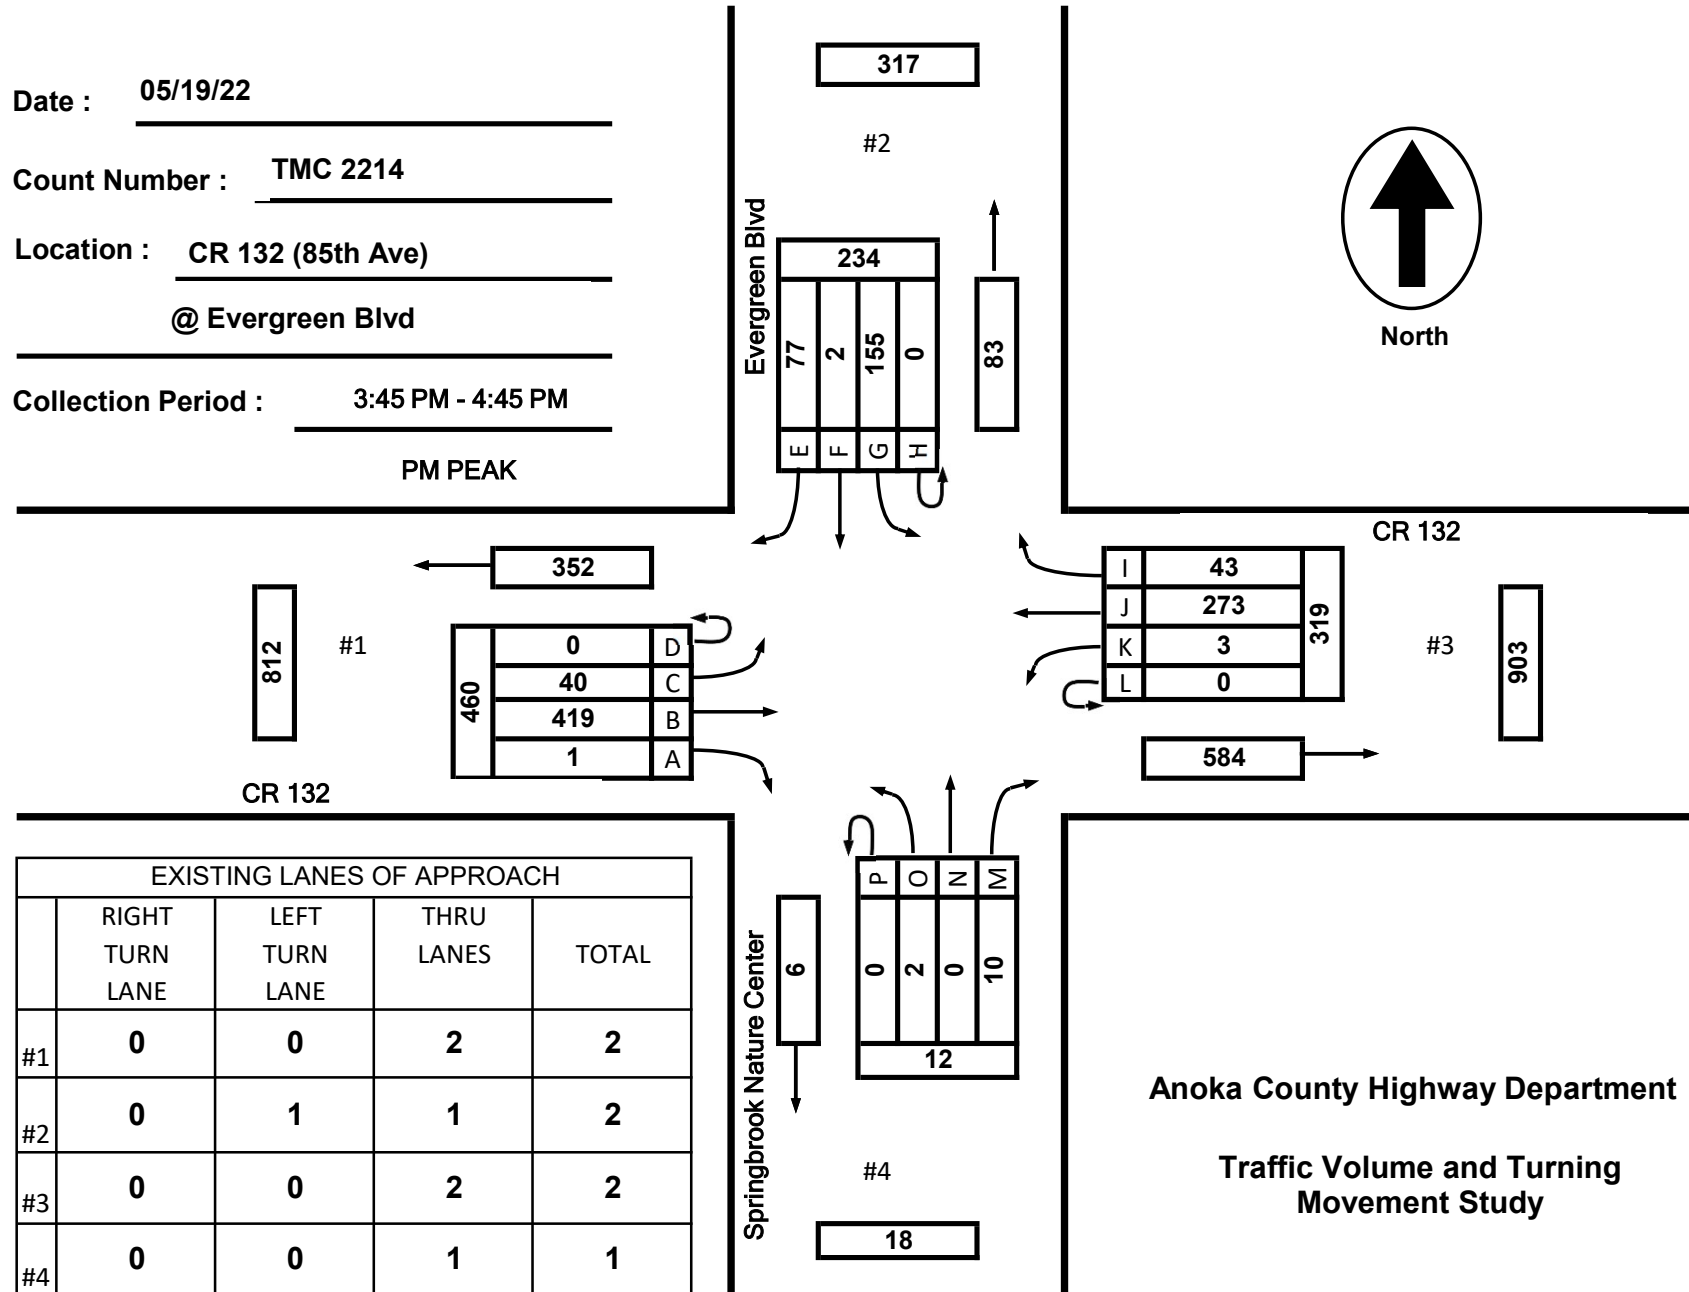 Date : 05/19/22
Count Number : TMC 2214
Location : CR 132 (85th Ave)
@ Evergreen Blvd
Collection Period : 3:45 PM - 4:45 PM
PM PEAK
317
#2
Evergreen Blvd
234
77 2 155 0
E F G H
83
North
CR 132
352
812
#1
460
0 D
40 C
419 B
1 A
CR 132
I 43
J 273
K 3
L 0
319
#3
903
584
P O N M
0 2 0 10
12
6
Springbrook Nature Center
#4
18
EXISTING LANES OF APPROACH
RIGHT LEFT THRU
TURN TURN LANES TOTAL
LANE LANE
#1 0 0 2 2
#2 0 1 1 2
#3 0 0 2 2
#4 0 0 1 1
Anoka County Highway Department
Traffic Volume and Turning
Movement Study